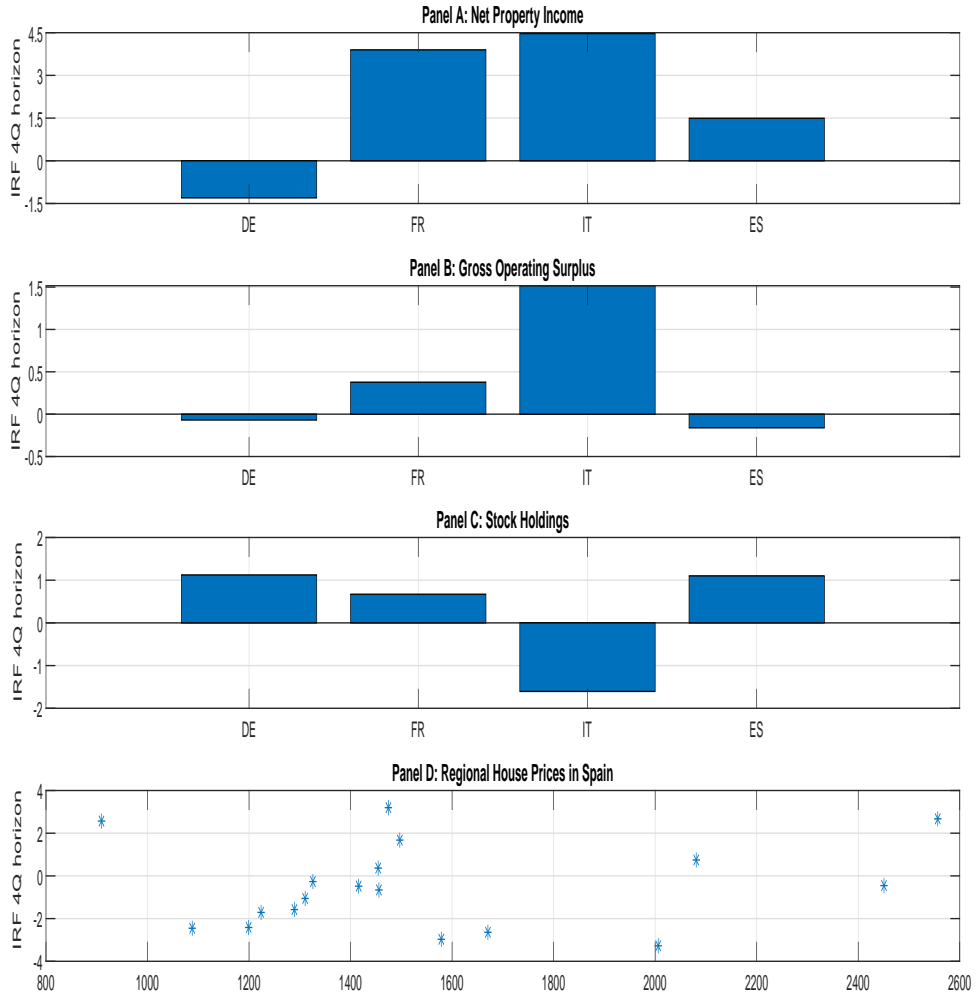 Panel A: Net Property Income
IRF 4Q horizon
4.5
3
1.5
0
-1.5
DE FR IT ES
Panel B: Gross Operating Surplus
IRF 4Q horizon
1.5
1
0.5
0
-0.5
DE FR IT ES
Panel C: Stock Holdings
IRF 4Q horizon
2
1
0
-1
-2
DE FR IT ES
Panel D: Regional House Prices in Spain
IRF 4Q horizon
4
2
0
-2
-4
800 1000 1200 1400 1600 1800 2000 2200 2400 2600